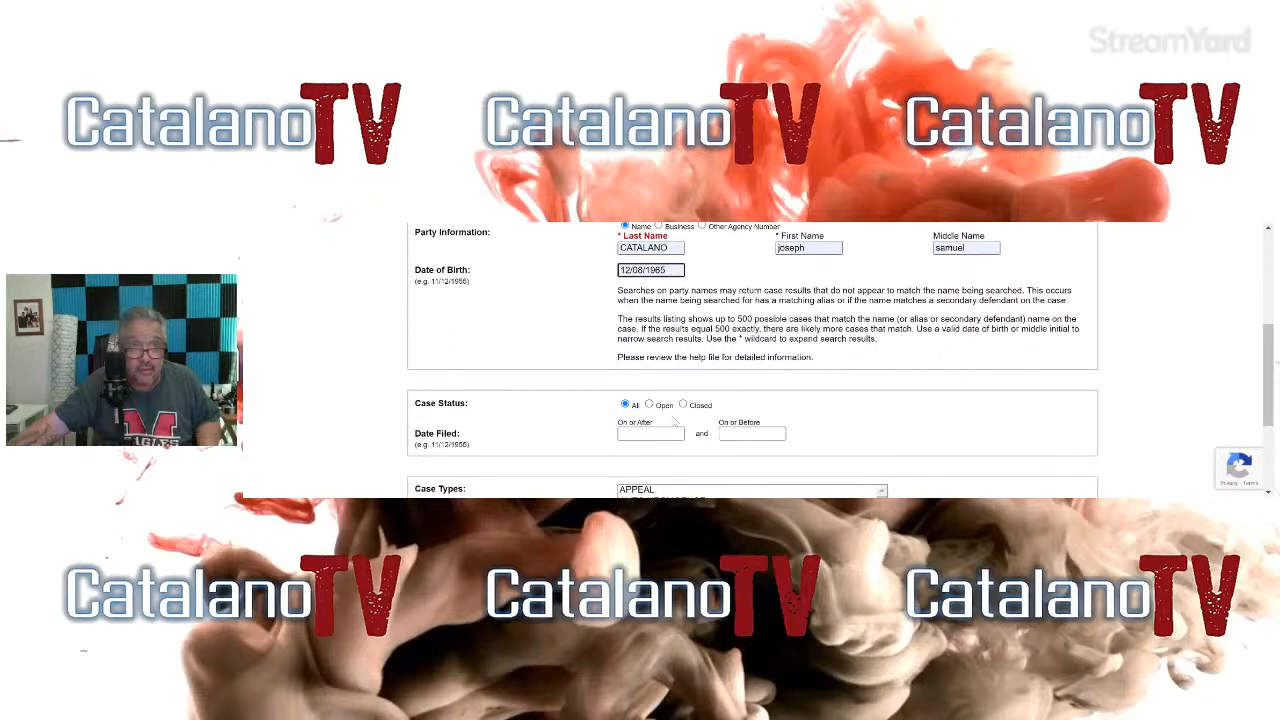 StreamYard
CatalanoTV CatalanoTV CatalanoTV
Party Information:
Name Business Other Agency Number
* Last Name * First Name Middle Name
CATALANO joseph samuel
Date of Birth:
(e.g. 11/12/1955)
12/08/1965
Searches on party names may return case results that do not appear to match the name being searched. This occurs
when the name being searched for has a matching alias or if the name matches a secondary defendant on the case.
The results listing shows up to 500 possible cases that match the name (or alias or secondary defendant) name on the
case. If the results equal 500 exactly, there are likely more cases that match. Use a valid date of birth or middle initial to
narrow search results. Use the * wildcard to expand search results.
Please review the help file for detailed information.
Case Status:
All Open Closed
On or After On or Before
Date Filed:
(e.g. 11/12/1955)
and
Case Types:
APPEAL
Privacy - Terms
M
EAGLES
CatalanoTV CatalanoTV CatalanoTV